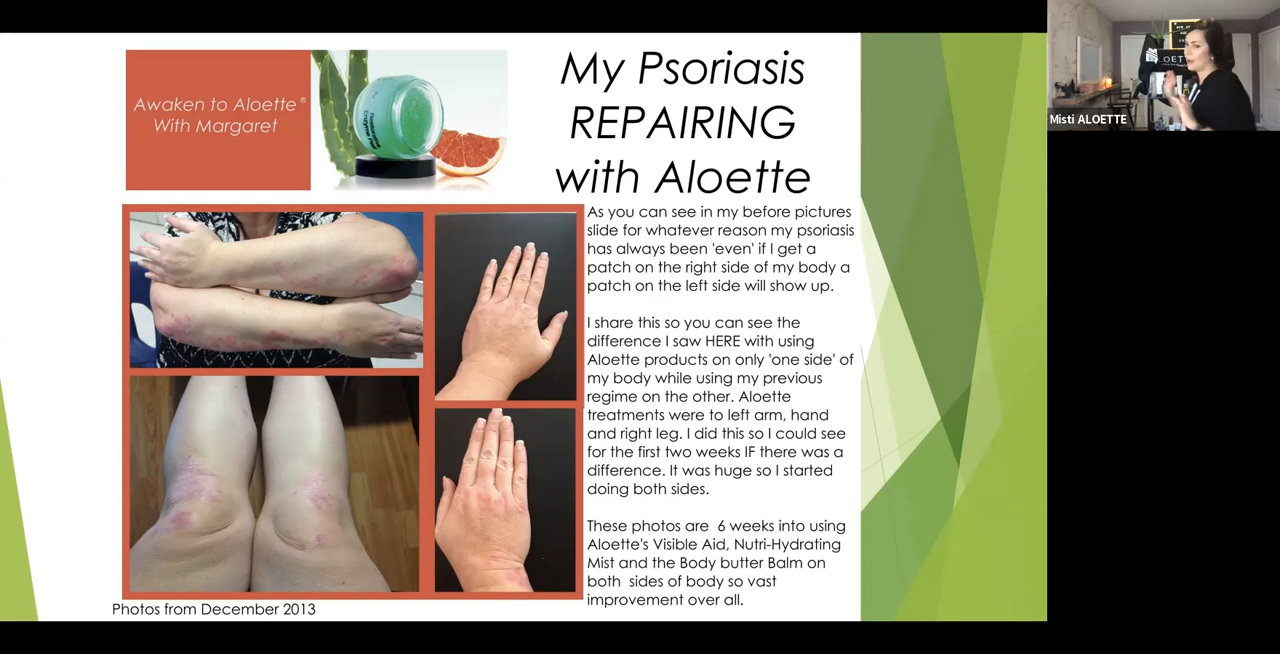 Awaken to Aloette®
With Margaret
My Psoriasis
REPAIRING
with Aloette
As you can see in my before pictures
slide for whatever reason my psoriasis
has always been 'even' if I get a
patch on the right side of my body a
patch on the left side will show up.
I share this so you can see the
difference I saw HERE with using
Aloette products on only 'one side' of
my body while using my previous
regime on the other. Aloette
treatments were to left arm, hand
and right leg. I did this so I could see
for the first two weeks IF there was a
difference. It was huge so I started
doing both sides.
These photos are 6 weeks into using
Aloette's Visible Aid, Nutri-Hydrating
Mist and the Body butter Balm on
both sides of body so vast
improvement over all.
Photos from December 2013
Misti ALOETTE